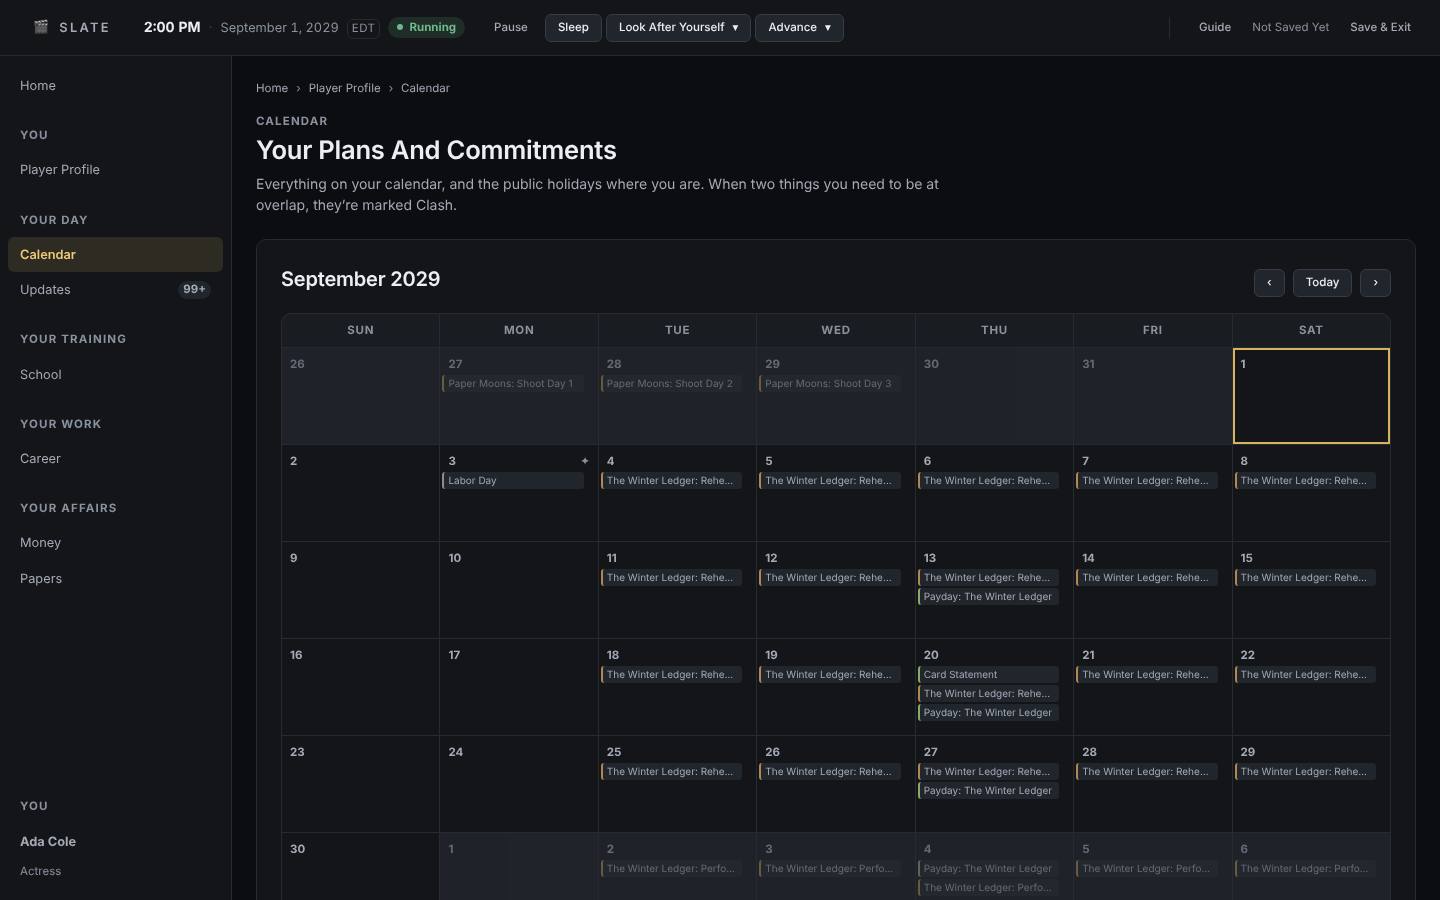 SLATE
2:00 PM · September 1, 2029 EDT Running
Pause
Sleep
Look After Yourself ▾
Advance ▾
Guide
Not Saved Yet
Save & Exit
Home
YOU
Player Profile
YOUR DAY
Calendar
Updates 99+
YOUR TRAINING
School
YOUR WORK
Career
YOUR AFFAIRS
Money
Papers
YOU
Ada Cole
Actress
Home › Player Profile › Calendar
CALENDAR
Your Plans And Commitments
Everything on your calendar, and the public holidays where you are. When two things you need to be at
overlap, they're marked Clash.
September 2029
‹ Today ›
SUN MON TUE WED THU FRI SAT
26 27 28 29 30 31 1
Paper Moons: Shoot Day 1 Paper Moons: Shoot Day 2 Paper Moons: Shoot Day 3
2 3 4 5 6 7 8
Labor Day The Winter Ledger: Rehe... The Winter Ledger: Rehe... The Winter Ledger: Rehe... The Winter Ledger: Rehe... The Winter Ledger: Rehe...
9 10 11 12 13 14 15
The Winter Ledger: Rehe... The Winter Ledger: Rehe... The Winter Ledger: Rehe... The Winter Ledger: Rehe... The Winter Ledger: Rehe...
Payday: The Winter Ledger
16 17 18 19 20 21 22
The Winter Ledger: Rehe... The Winter Ledger: Rehe... Card Statement The Winter Ledger: Rehe... The Winter Ledger: Rehe...
The Winter Ledger: Rehe...
Payday: The Winter Ledger
23 24 25 26 27 28 29
The Winter Ledger: Rehe... The Winter Ledger: Rehe... The Winter Ledger: Rehe... The Winter Ledger: Rehe... The Winter Ledger: Rehe...
Payday: The Winter Ledger
30 1 2 3 4 5 6
The Winter Ledger: Perfo... The Winter Ledger: Perfo... Payday: The Winter Ledger The Winter Ledger: Perfo... The Winter Ledger: Perfo...
The Winter Ledger: Perfo...